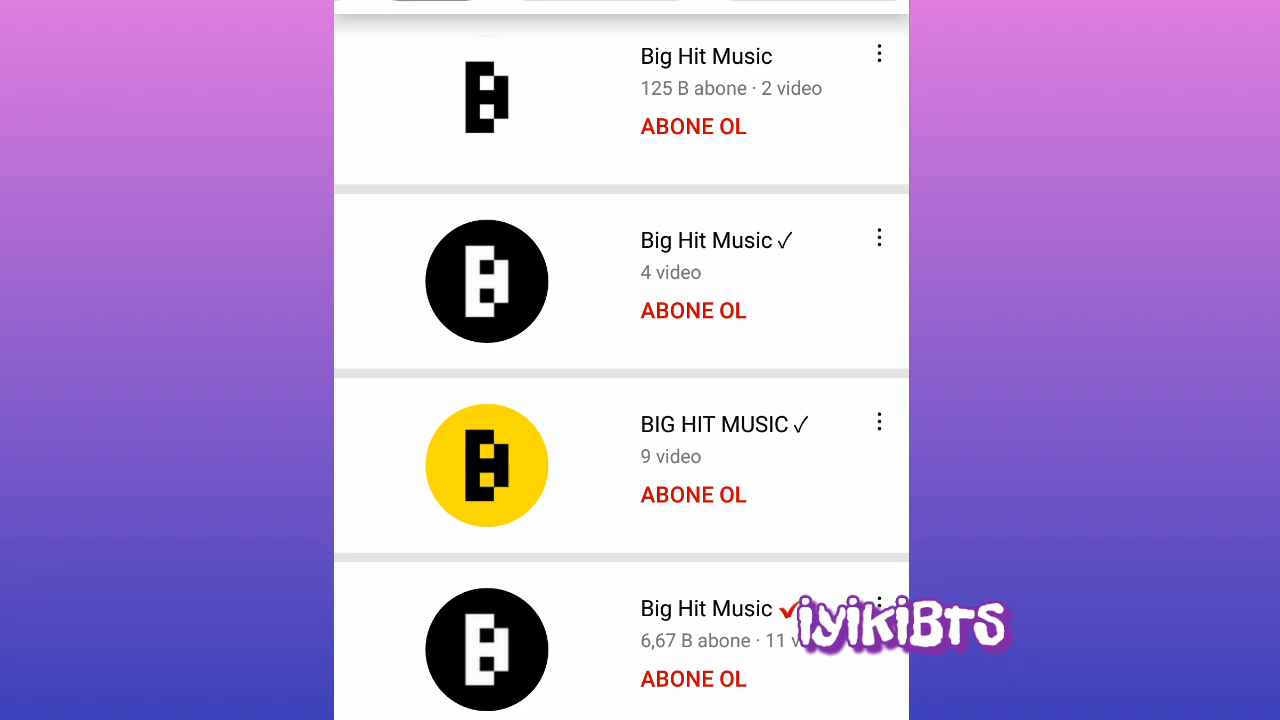 Big Hit Music
125 B abone · 2 video
ABONE OL
Big Hit Music ✓
4 video
ABONE OL
BIG HIT MUSIC ✓
9 video
ABONE OL
Big Hit Music ✓
6,67 B abone · 11
ABONE OL
iyikiBTS